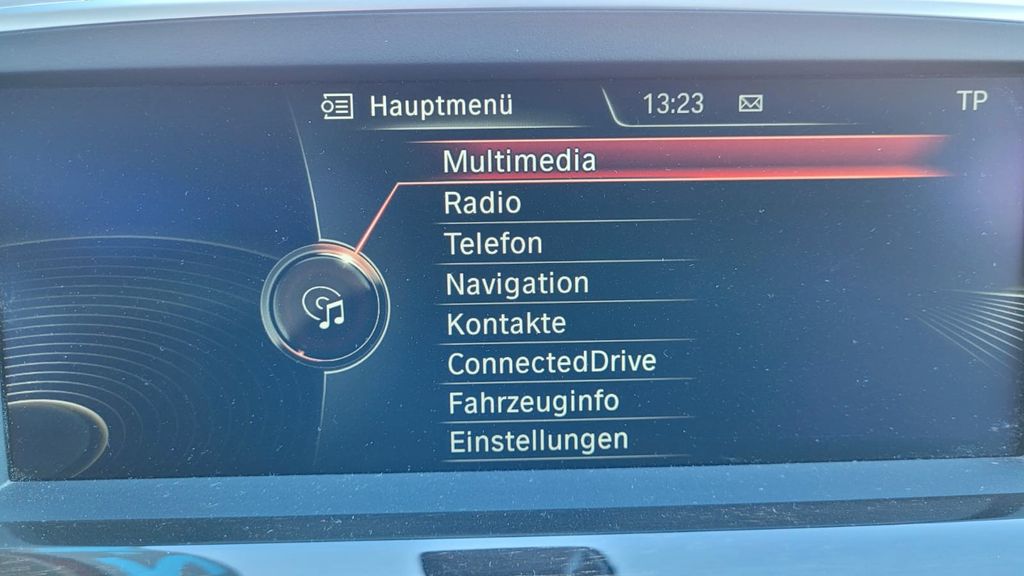 Hauptmenü 13:23 TP
Multimedia
Radio
Telefon
Navigation
Kontakte
ConnectedDrive
Fahrzeuginfo
Einstellungen